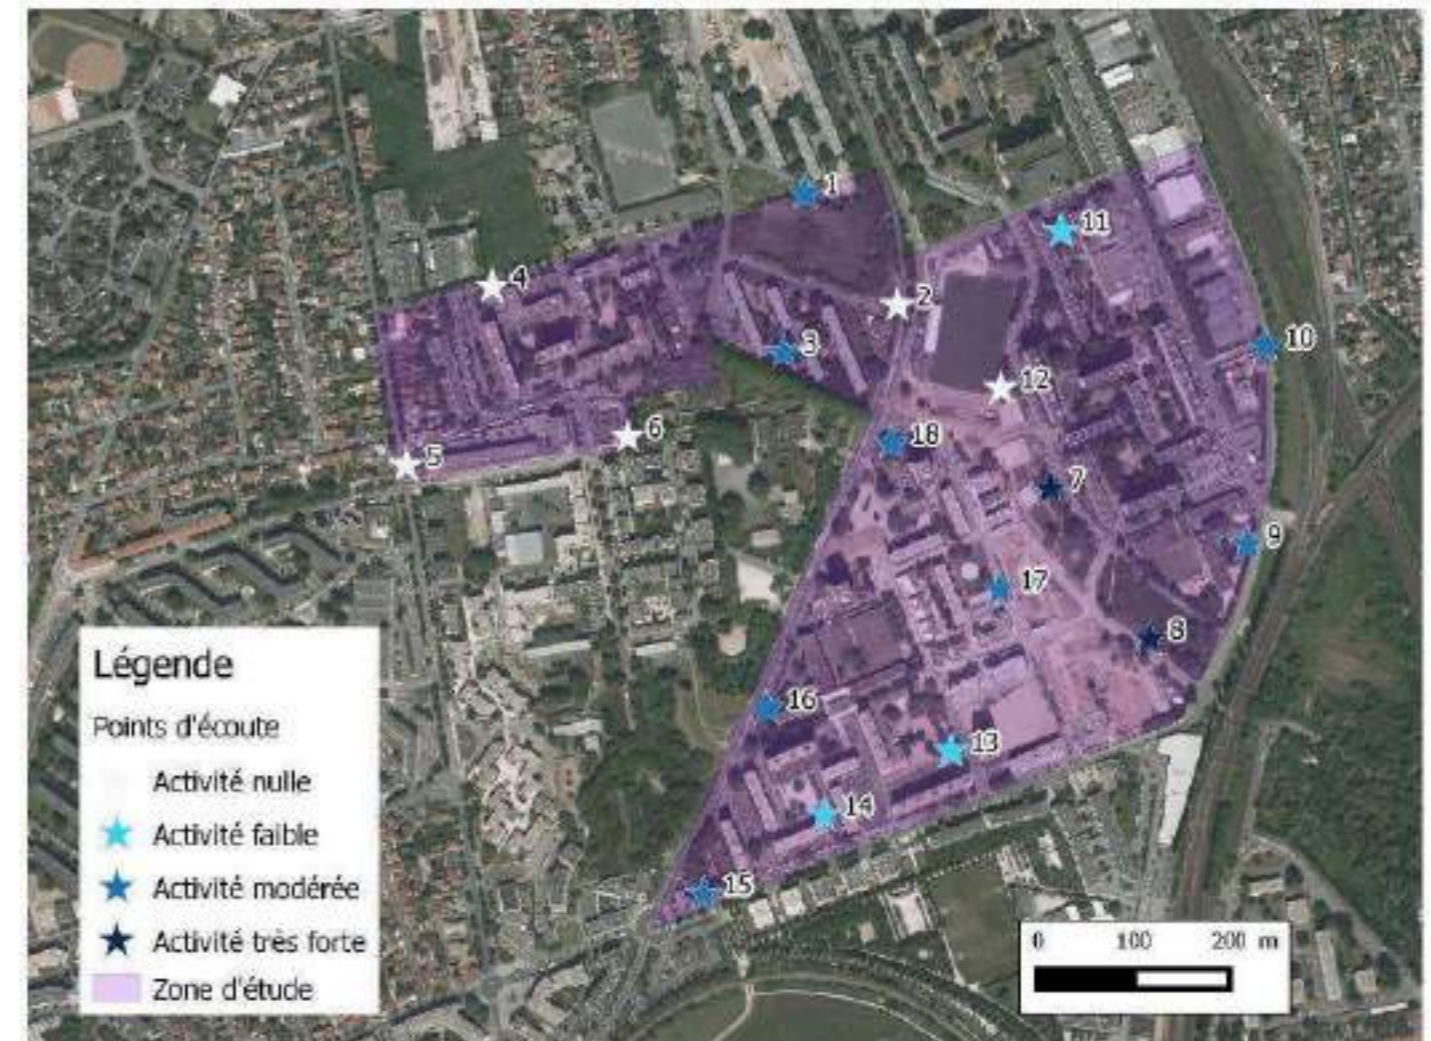 1
11
4
2
3
10
12
6
18
5
7
9
17
8
16
13
14
15
Légende
Points d'écoute
Activité nulle
Activité faible
Activité modérée
Activité très forte
Zone d'étude
0 100 200 m